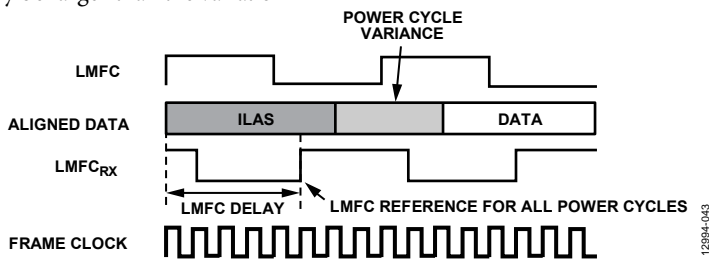 POWER CYCLE
VARIANCE
LMFC
ALIGNED DATA
ILAS
DATA
LMFCRX
LMFC DELAY
LMFC REFERENCE FOR ALL POWER CYCLES
FRAME CLOCK
12994-043